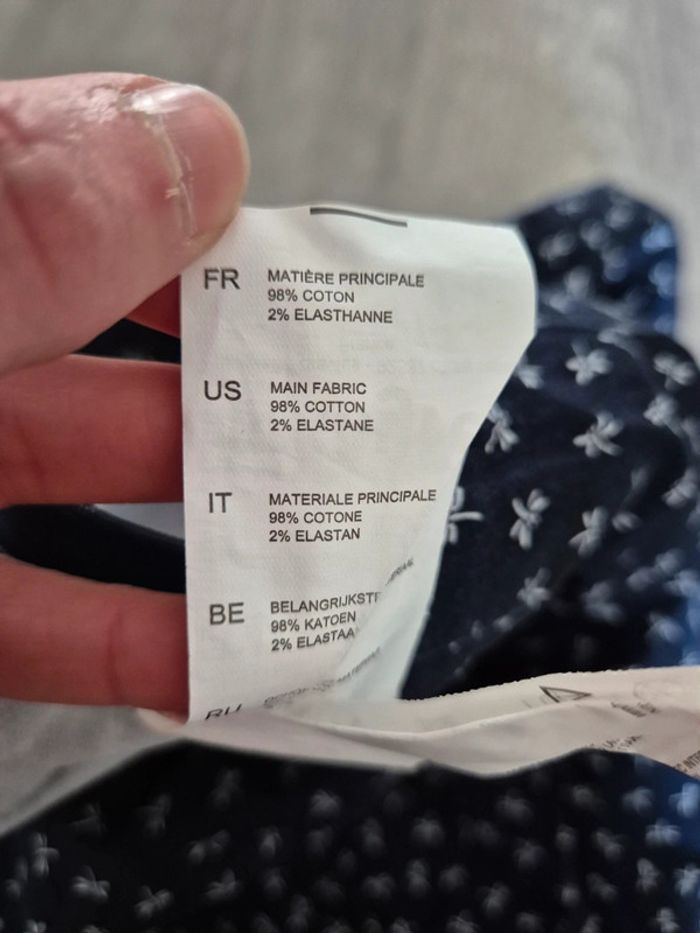 FR MATIÈRE PRINCIPALE
98% COTON
2% ELASTHANNE
US MAIN FABRIC
98% COTTON
2% ELASTANE
IT MATERIALE PRINCIPALE
98% COTONE
2% ELASTAN
BE
98% KATOEN
RU